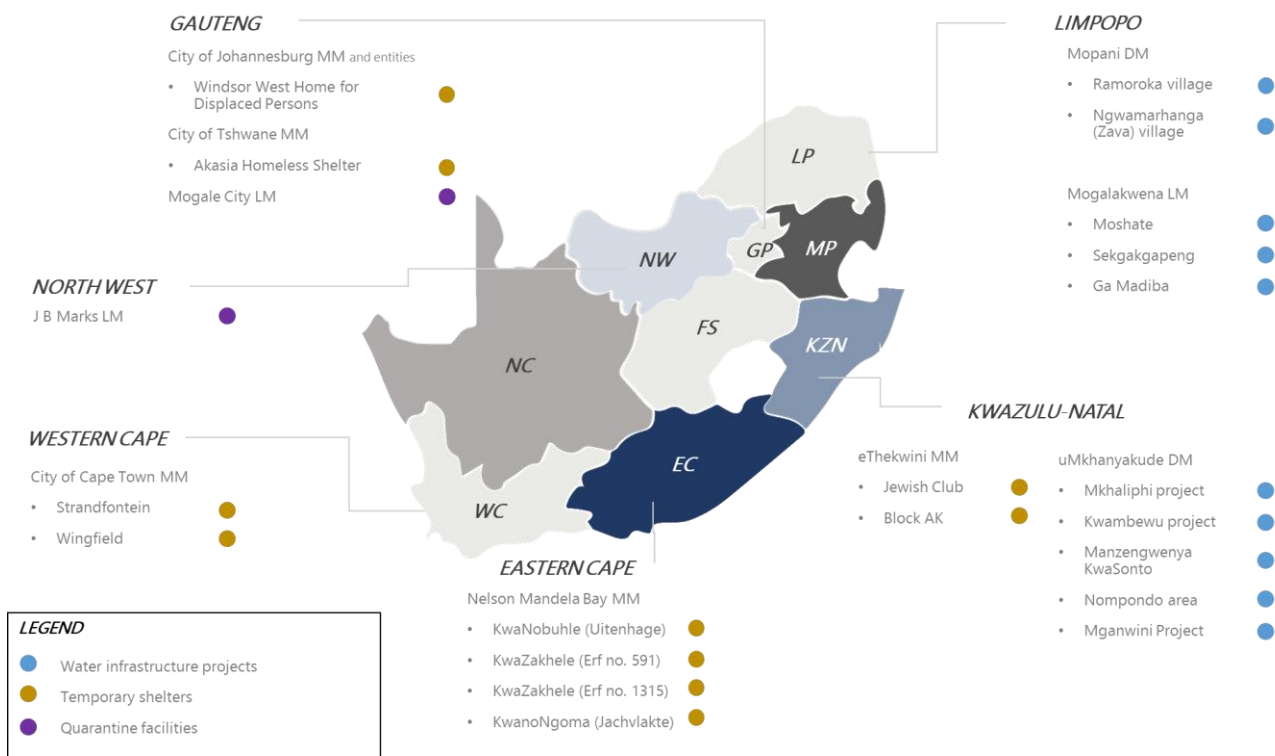 GAUTENG
City of Johannesburg MM and entities
• Windsor West Home for
Displaced Persons
City of Tshwane MM
• Akasia Homeless Shelter
Mogale City LM
NORTH WEST
J B Marks LM
WESTERN CAPE
City of Cape Town MM
• Strandfontein
• Wingfield
LIMPOPO
Mopani DM
• Ramoroka village
• Ngwamarhanga
(Zava) village
Mogalakwena LM
• Moshate
• Sekgakgapeng
• Ga Madiba
LP
GP
MP
NW
FS
KZN
NC
EC
WC
KWAZULU-NATAL
eThekwini MM
• Jewish Club
• Block AK
uMkhanyakude DM
• Mkhaliphi project
• Kwambewu project
• Manzengwenya
KwaSonto
• Nompondo area
• Mganwini Project
EASTERN CAPE
Nelson Mandela Bay MM
• KwaNobuhle (Uitenhage)
• KwaZakhele (Erf no. 591)
• KwaZakhele (Erf no. 1315)
• KwanoNgoma (Jachvlakte)
LEGEND
Water infrastructure projects
Temporary shelters
Quarantine facilities